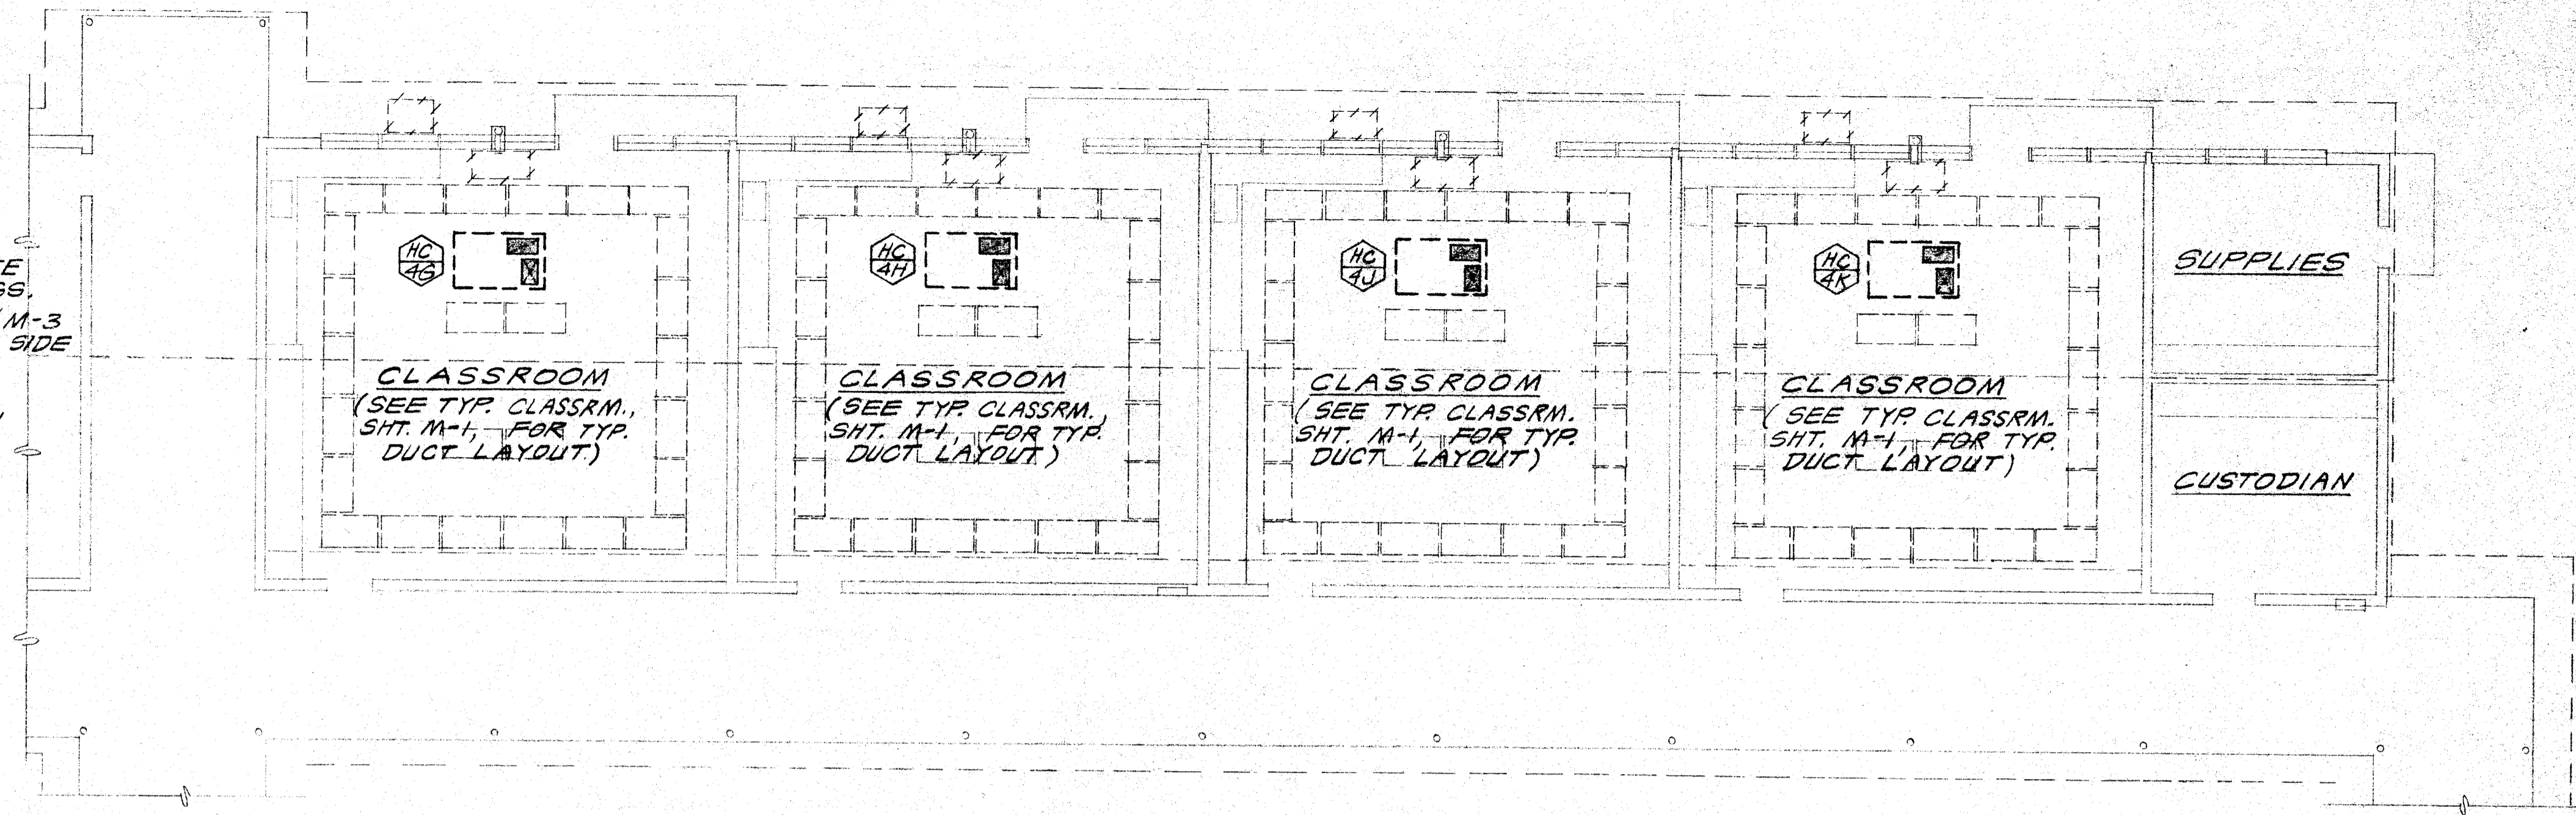 SIDE
M-3
HC
4G
CLASSROOM
(SEE TYP. CLASSRM.,
SHT. M-1, FOR TYP.
DUCT LAYOUT)
HC
4H
CLASSROOM
(SEE TYP. CLASSRM.,
SHT. M-1, FOR TYP.
DUCT LAYOUT)
HC
4J
CLASSROOM
(SEE TYP. CLASSRM.
SHT. M-1, FOR TYP.
DUCT LAYOUT)
HC
4K
CLASSROOM
(SEE TYP. CLASSRM.
SHT. M-1, FOR TYP.
DUCT LAYOUT)
SUPPLIES
CUSTODIAN